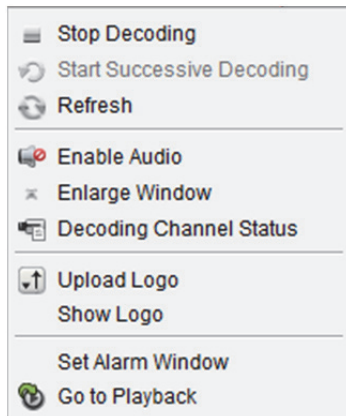 Stop Decoding
Start Successive Decoding
Refresh
Enable Audio
Enlarge Window
Decoding Channel Status
Upload Logo
Show Logo
Set Alarm Window
Go to Playback